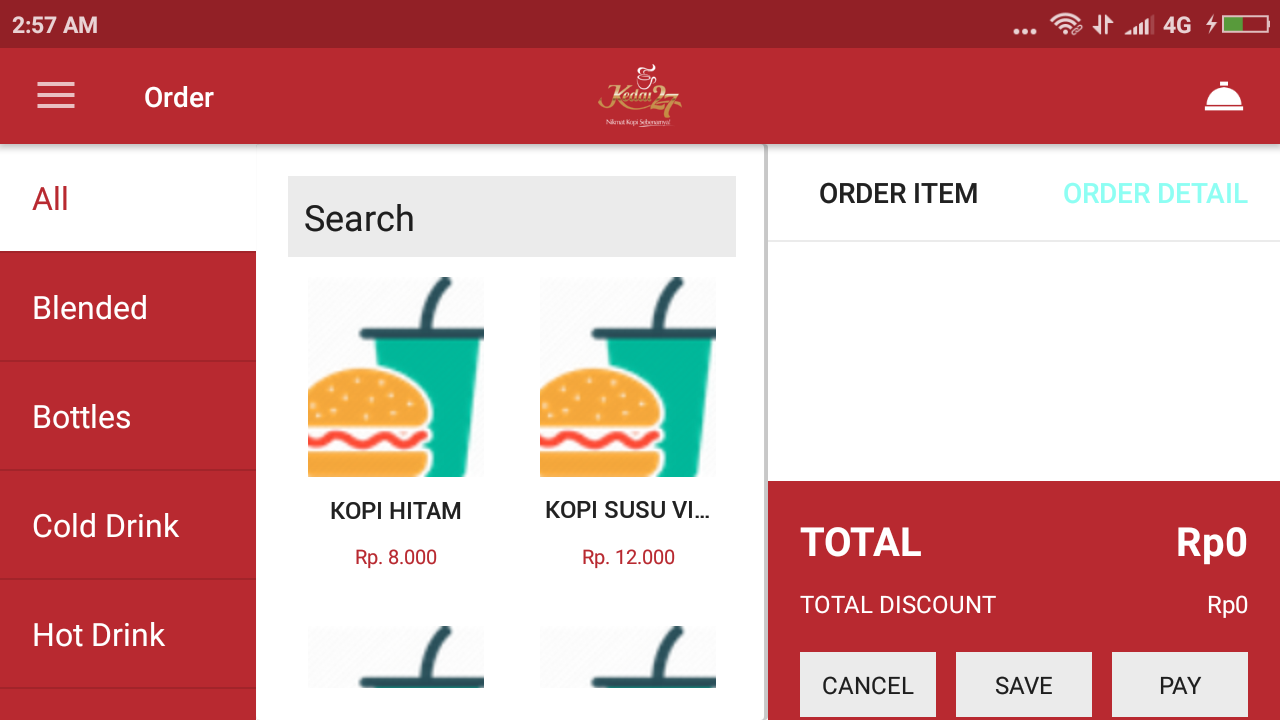 2:57 AM
4G
Order
Kedai 27
Nikmat Kopi Sebenarnya!
All
Blended
Bottles
Cold Drink
Hot Drink
Search
KOPI HITAM
Rp. 8.000
KOPI SUSU VI...
Rp. 12.000
ORDER ITEM
ORDER DETAIL
TOTAL
Rp0
TOTAL DISCOUNT
Rp0
CANCEL
SAVE
PAY